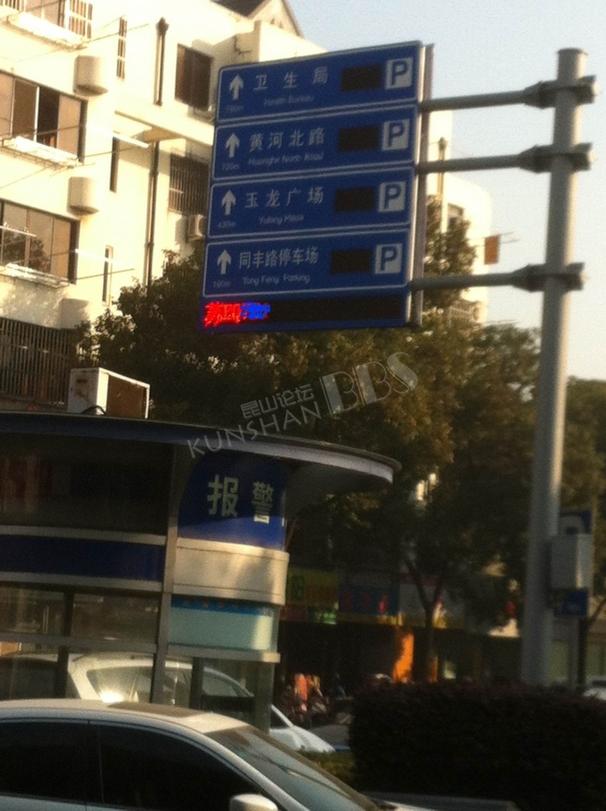 卫生局
P
Health Bureau
黄河北路
P
Huanghe North Road
玉龙广场
P
Yulong Plaza
同丰路停车场
P
Tong Feng Parking
昆山论坛
KUNSHAN BBS
报警